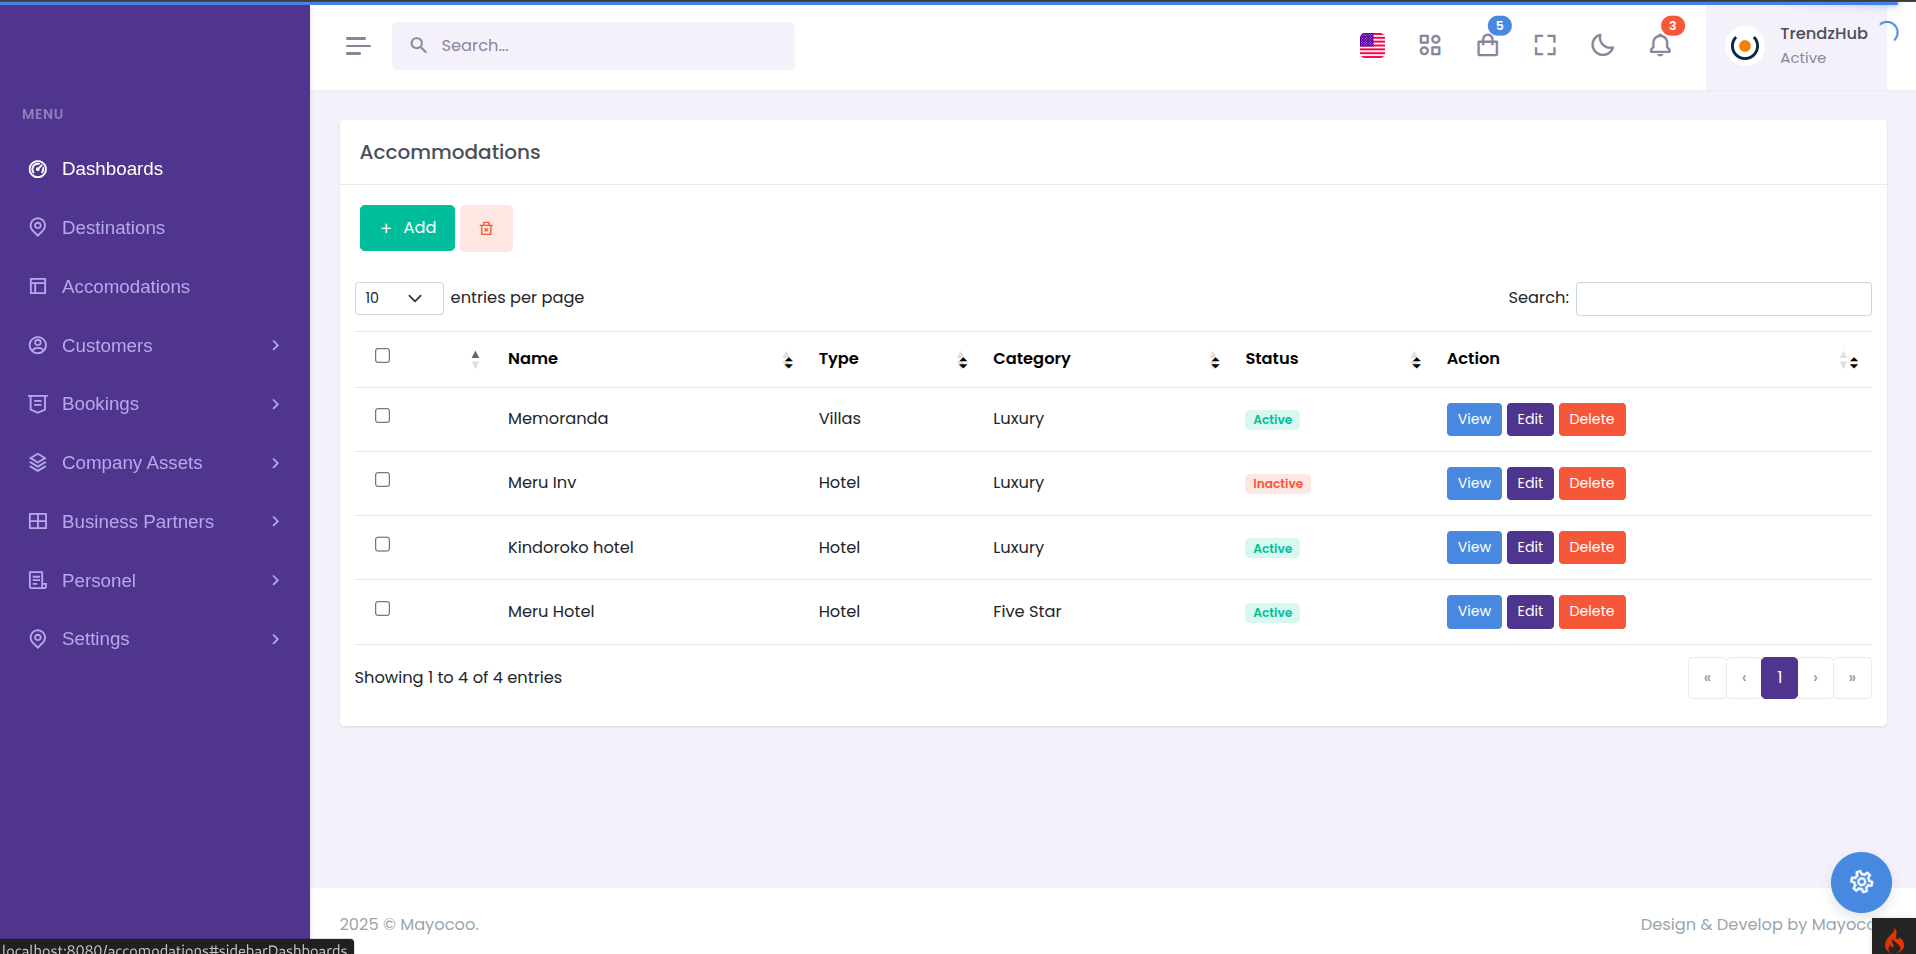 Search...
5
3
TrendzHub
Active
MENU
Dashboards
Destinations
Accomodations
Customers
Bookings
Company Assets
Business Partners
Personel
Settings
Accommodations
+ Add
10 entries per page
Search:
Name Type Category Status Action
Memoranda Villas Luxury Active View Edit Delete
Meru Inv Hotel Luxury Inactive View Edit Delete
Kindoroko hotel Hotel Luxury Active View Edit Delete
Meru Hotel Hotel Five Star Active View Edit Delete
Showing 1 to 4 of 4 entries
« ‹ 1 › »
2025 © Mayocoo.
Design & Develop by Mayoco
localhost:8080/accomodations#sidebarDashboards